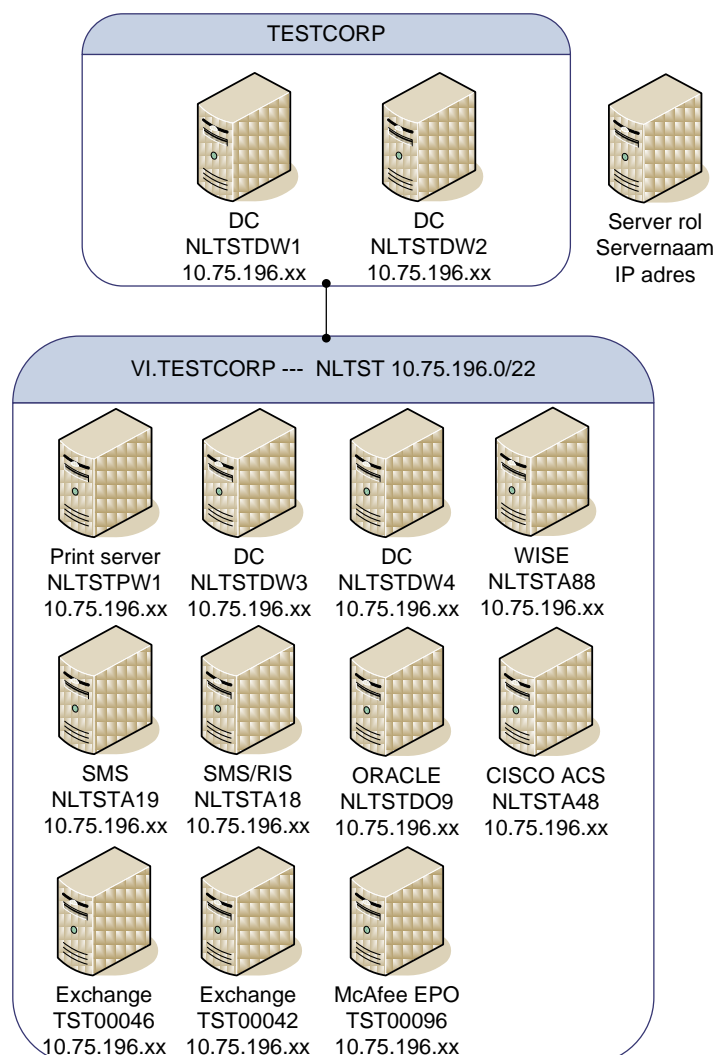 TESTCORP
DC
NLTSTDW1
10.75.196.xx
DC
NLTSTDW2
10.75.196.xx
Server rol
Servernaam
IP adres
VI.TESTCORP --- NLTST 10.75.196.0/22
Print server
NLTSTPW1
10.75.196.xx
DC
NLTSTDW3
10.75.196.xx
DC
NLTSTDW4
10.75.196.xx
WISE
NLTSTA88
10.75.196.xx
SMS
NLTSTA19
10.75.196.xx
SMS/RIS
NLTSTA18
10.75.196.xx
ORACLE
NLTSTDO9
10.75.196.xx
CISCO ACS
NLTSTA48
10.75.196.xx
Exchange
TST00046
10.75.196.xx
Exchange
TST00042
10.75.196.xx
McAfee EPO
TST00096
10.75.196.xx